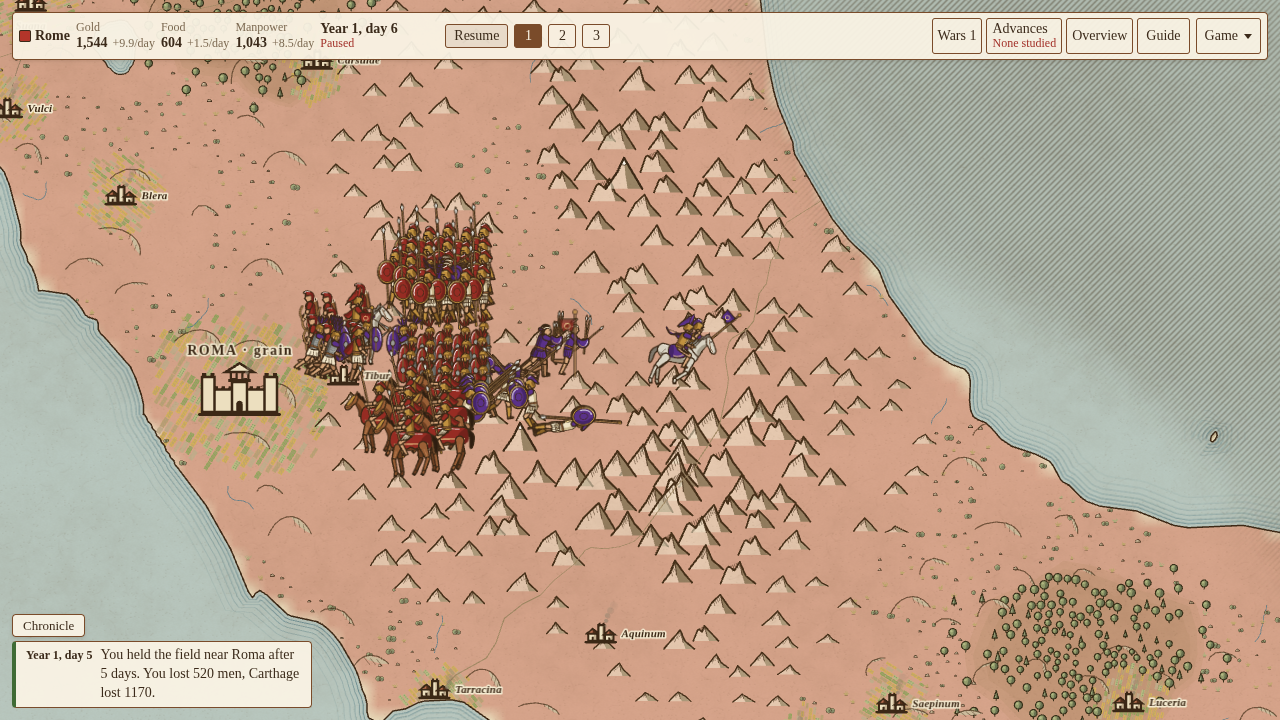 Rome
Gold
1,544 +9.9/day
Food
604 +1.5/day
Manpower
1,043 +8.5/day
Year 1, day 6
Paused
Resume
1
2
3
Wars 1
Advances
None studied
Overview
Guide
Game
Carsulae
Vulci
Blera
ROMA · grain
Tibur
Aquinum
Tarracina
Saepinum
Luceria
Chronicle
Year 1, day 5 You held the field near Roma after
5 days. You lost 520 men, Carthage
lost 1170.